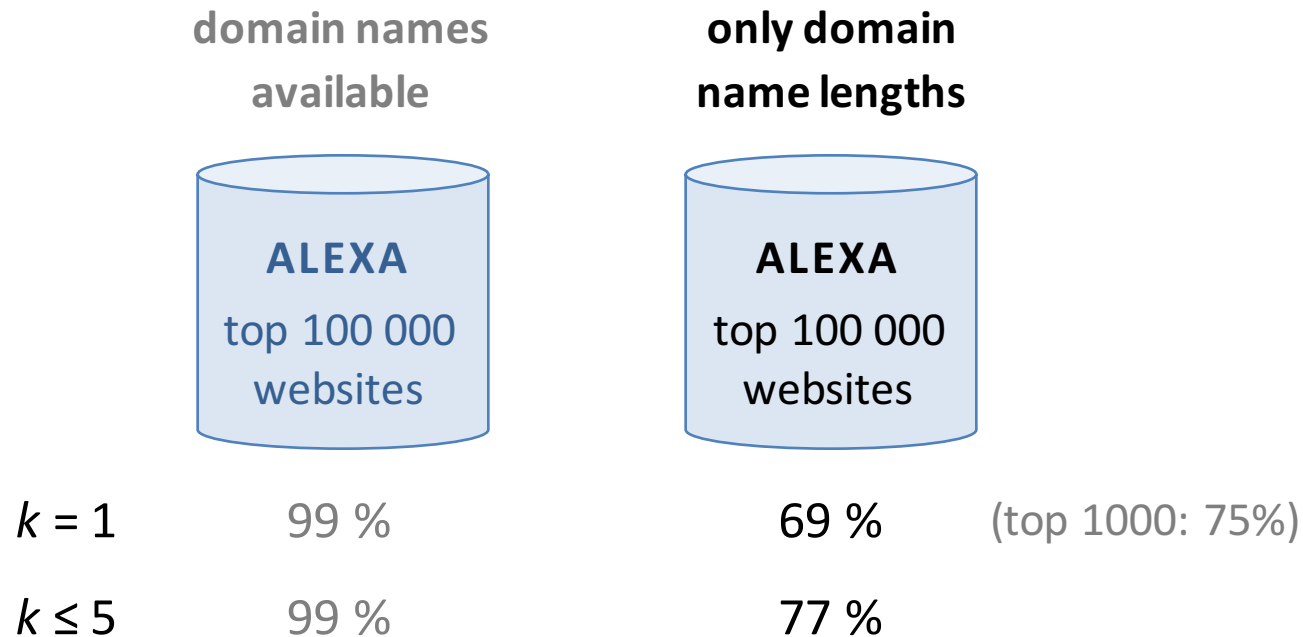 domain names
available
only domain
name lengths
ALEXA
top 100 000
websites
ALEXA
top 100 000
websites
k = 1 99 % 69 % (top 1000: 75%)
k ≤ 5 99 % 77 %